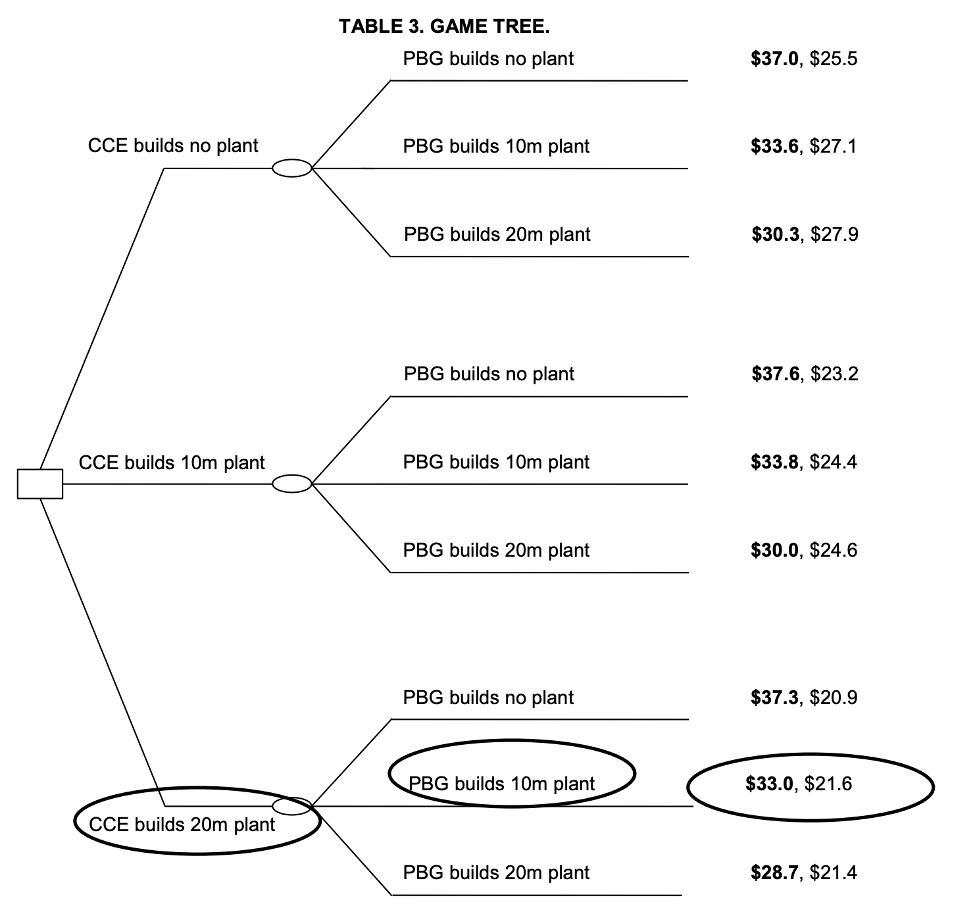 TABLE 3. GAME TREE.
PBG builds no plant $37.0, $25.5
CCE builds no plant PBG builds 10m plant $33.6, $27.1
PBG builds 20m plant $30.3, $27.9
PBG builds no plant $37.6, $23.2
CCE builds 10m plant PBG builds 10m plant $33.8, $24.4
PBG builds 20m plant $30.0, $24.6
PBG builds no plant $37.3, $20.9
PBG builds 10m plant $33.0, $21.6
CCE builds 20m plant
PBG builds 20m plant $28.7, $21.4